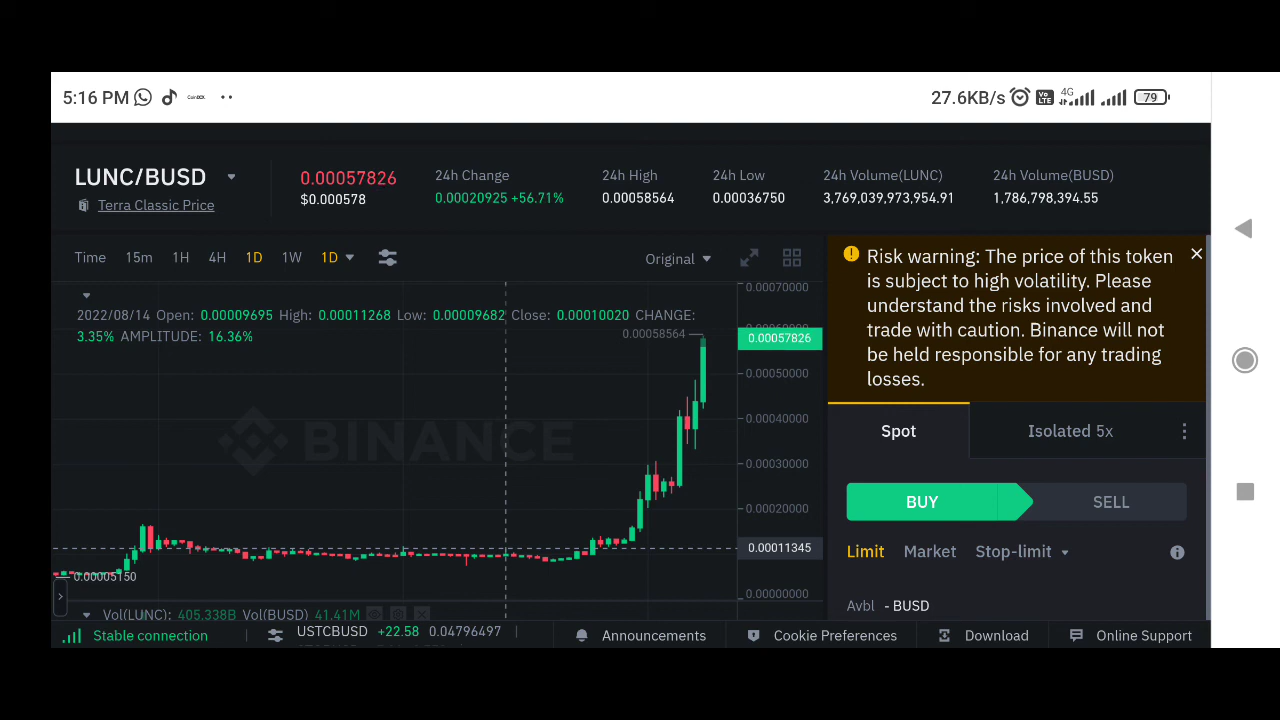 5:16 PM
27.6KB/s 4G 79
LUNC/BUSD
Terra Classic Price
0.00057826
$0.000578
24h Change
0.00020925 +56.71%
24h High
0.00058564
24h Low
0.00036750
24h Volume(LUNC)
3,769,039,973,954.91
24h Volume(BUSD)
1,786,798,394.55
Time 15m 1H 4H 1D 1W 1D
Original
2022/08/14 Open: 0.00009695 High: 0.00011268 Low: 0.00009682 Close: 0.00010020 CHANGE:
3.35% AMPLITUDE: 16.36%
0.00058564
0.00070000
0.00057826
0.00050000
0.00040000
0.00030000
0.00020000
0.00011345
0.00000000
BINANCE
0.00005150
Vol(LUNC): 405.338B Vol(BUSD) 41.41M
Risk warning: The price of this token
is subject to high volatility. Please
understand the risks involved and
trade with caution. Binance will not
be held responsible for any trading
losses.
Spot
Isolated 5x
BUY
SELL
Limit Market Stop-limit
Avbl - BUSD
Stable connection
USTCBUSD +22.58 0.04796497
Announcements
Cookie Preferences
Download
Online Support